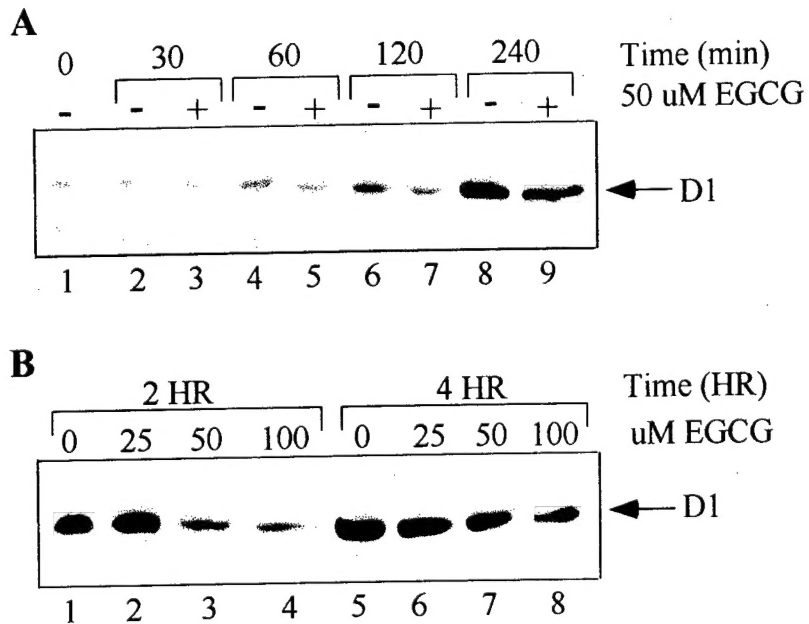 A
0 30 60 120 240 Time (min)
- - + - + - + - + 50 uM EGCG
D1
1 2 3 4 5 6 7 8 9
B
2 HR 4 HR Time (HR)
0 25 50 100 0 25 50 100 uM EGCG
D1
1 2 3 4 5 6 7 8